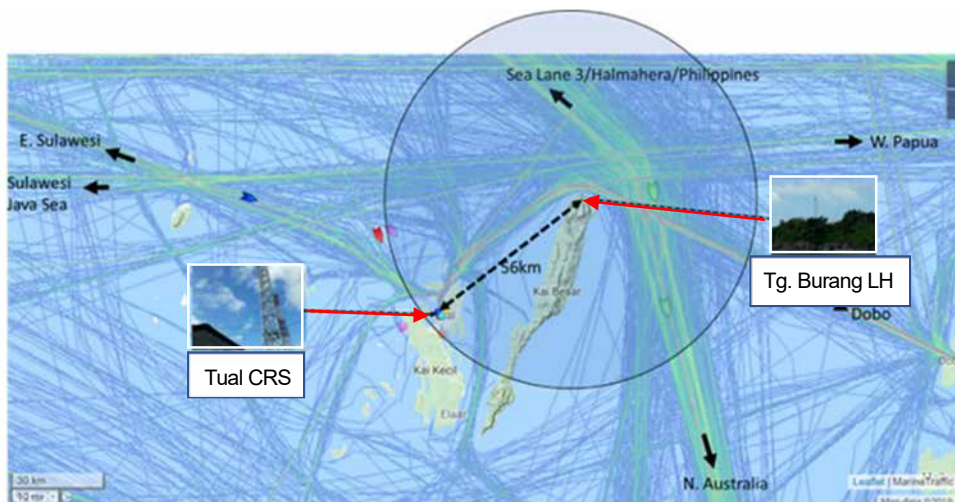 Sea Lane 3/Halmahera/Philippines
E. Sulawesi
W. Papua
Sulawesi
Java Sea
56km
Tg. Burang LH
Kai Besar
Dobo
Tual CRS
Kai Kecil
Elaar
30 km
N. Australia
Leaflet | MarineTraffic